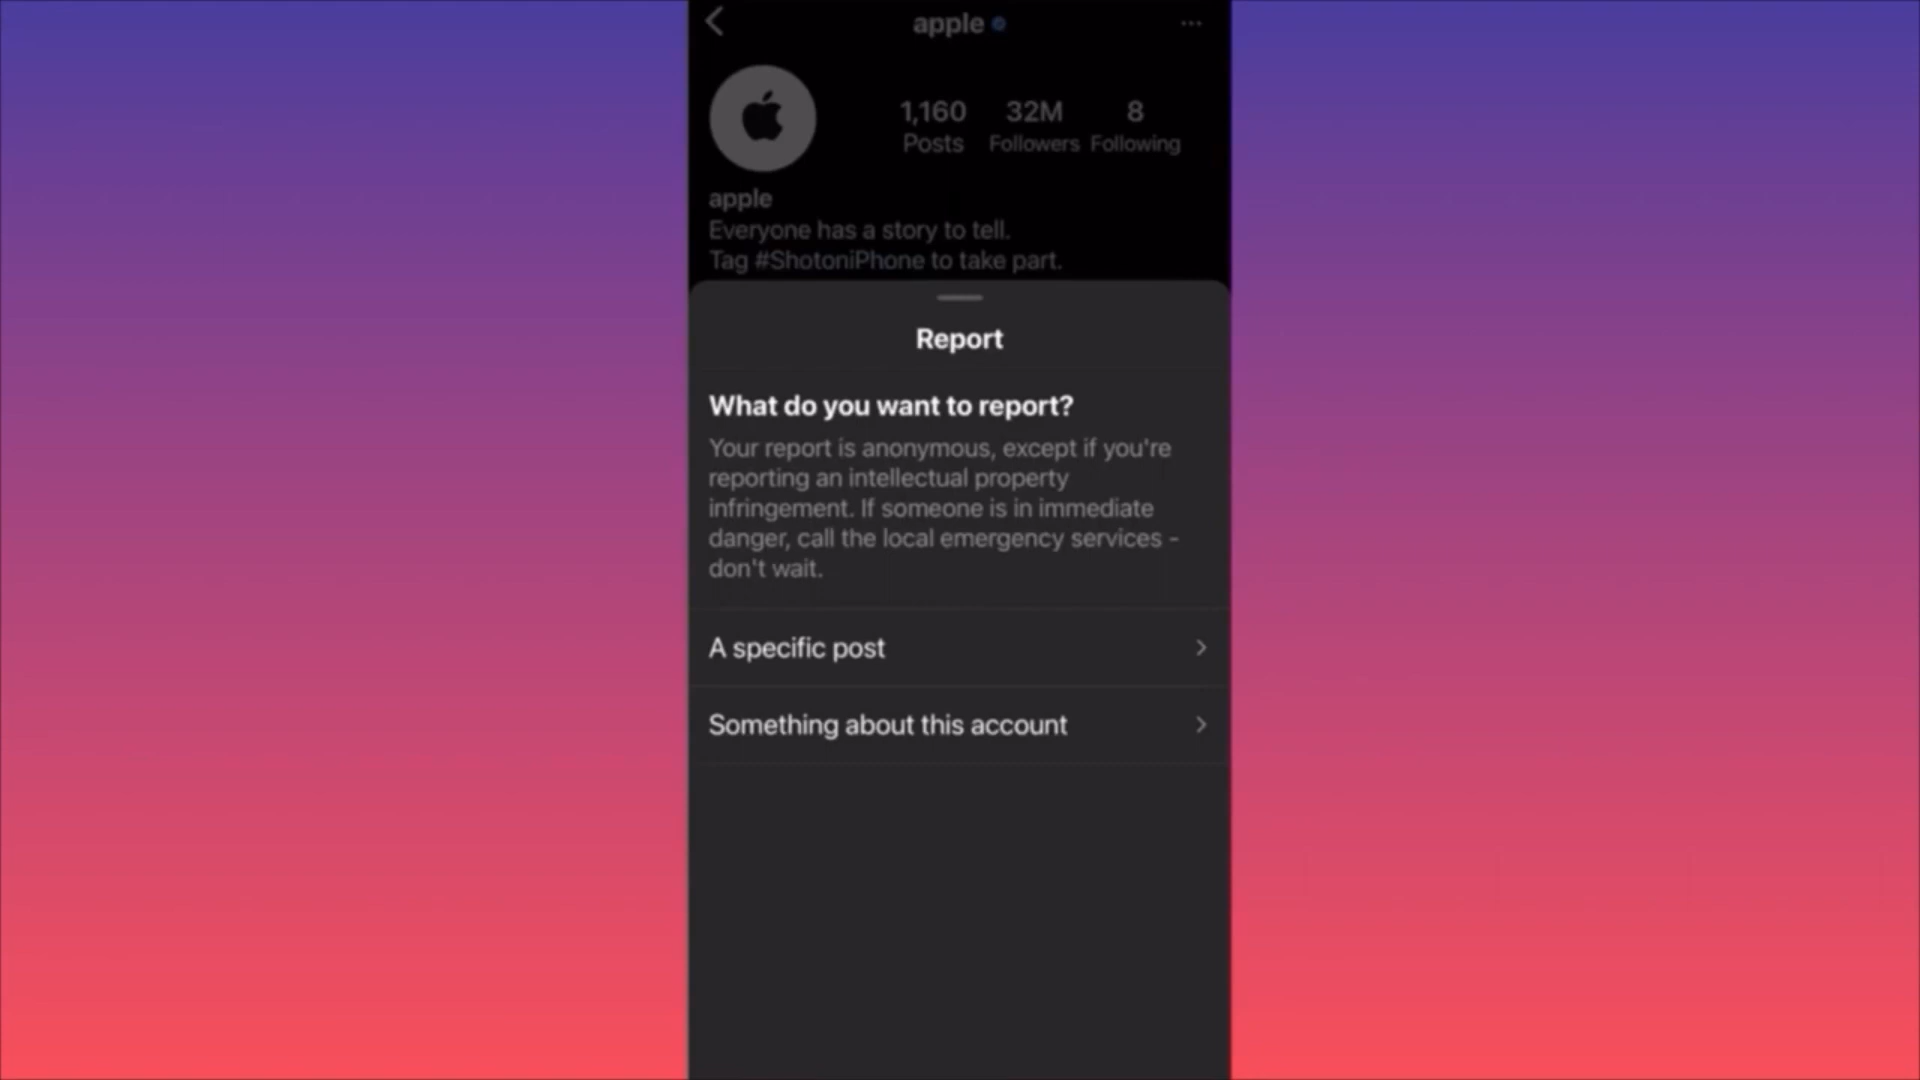 apple
1,160 32M 8
Posts Followers Following
apple
Everyone has a story to tell.
Tag #ShotoniPhone to take part.
Report
What do you want to report?
Your report is anonymous, except if you're
reporting an intellectual property
infringement. If someone is in immediate
danger, call the local emergency services -
don't wait.
A specific post
Something about this account